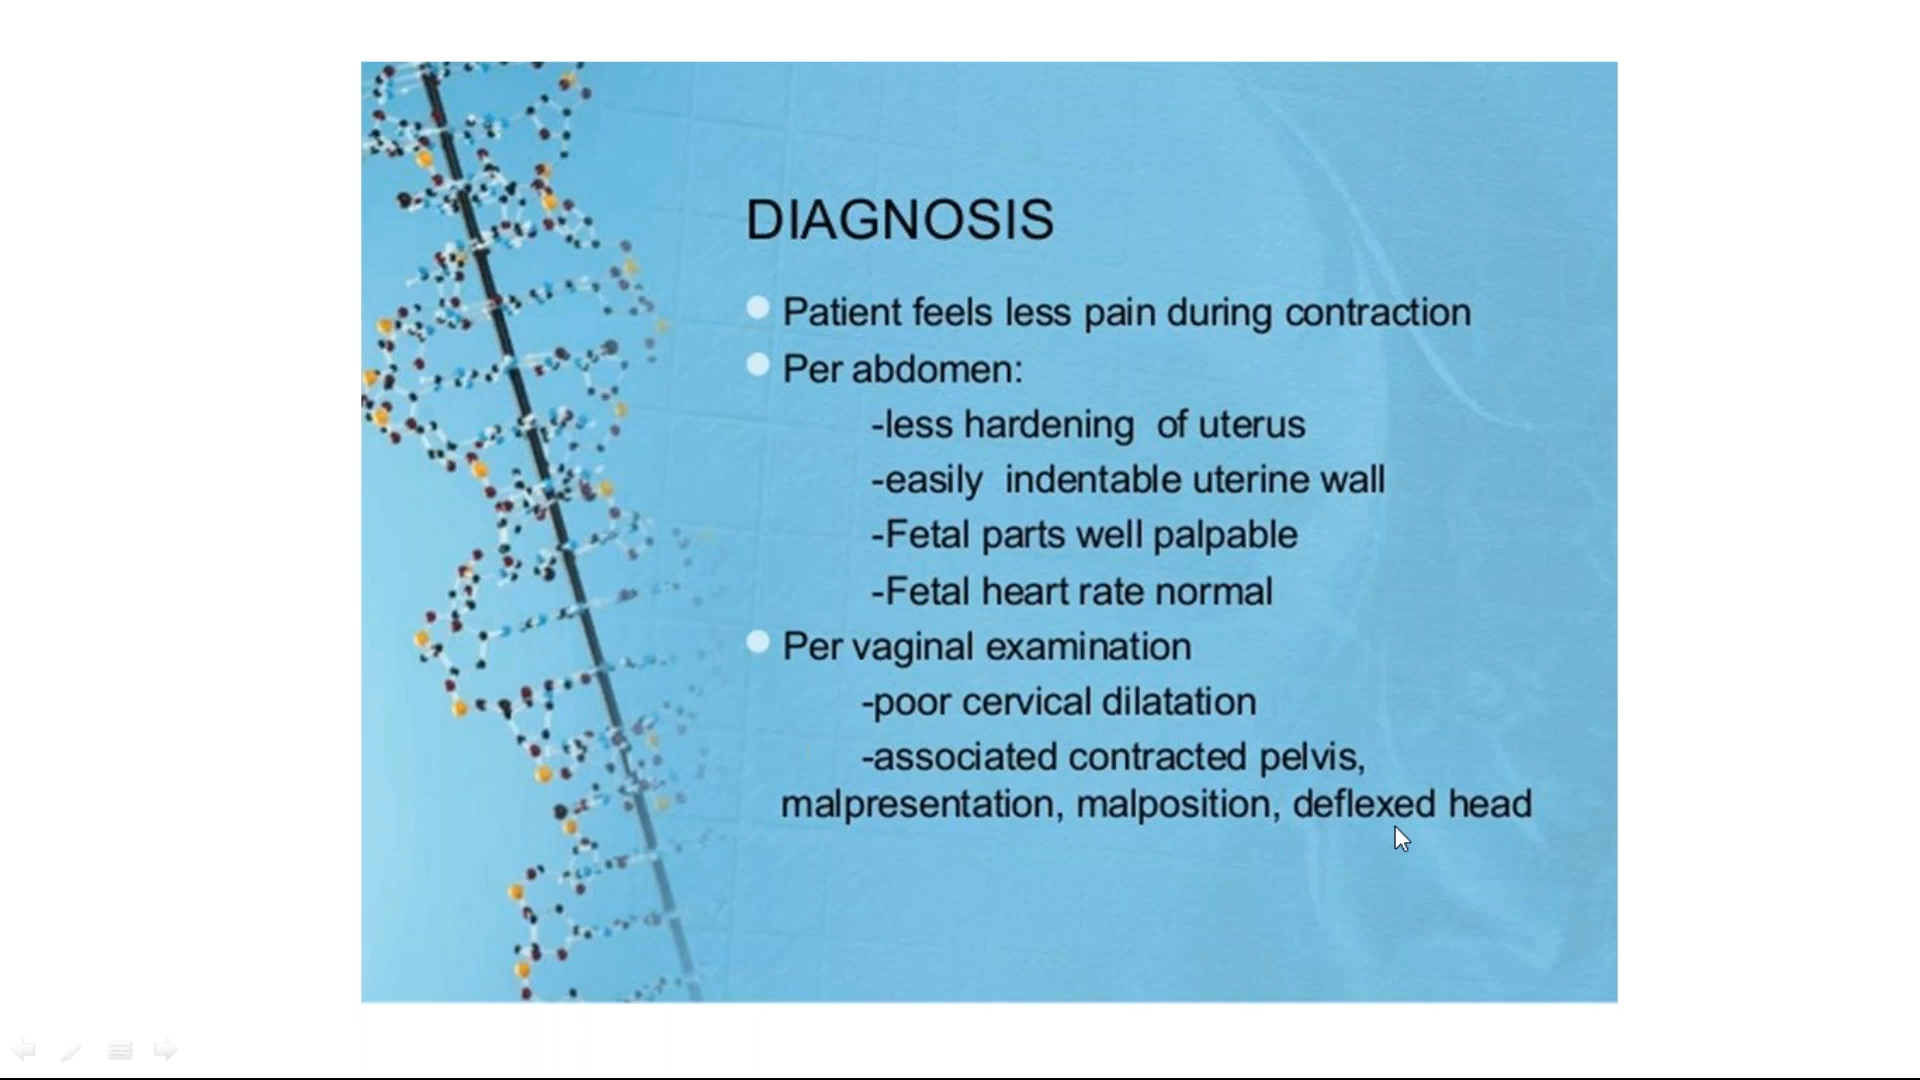 DIAGNOSIS
Patient feels less pain during contraction
Per abdomen:
-less hardening of uterus
-easily indentable uterine wall
-Fetal parts well palpable
-Fetal heart rate normal
Per vaginal examination
-poor cervical dilatation
-associated contracted pelvis,
malpresentation, malposition, deflexed head